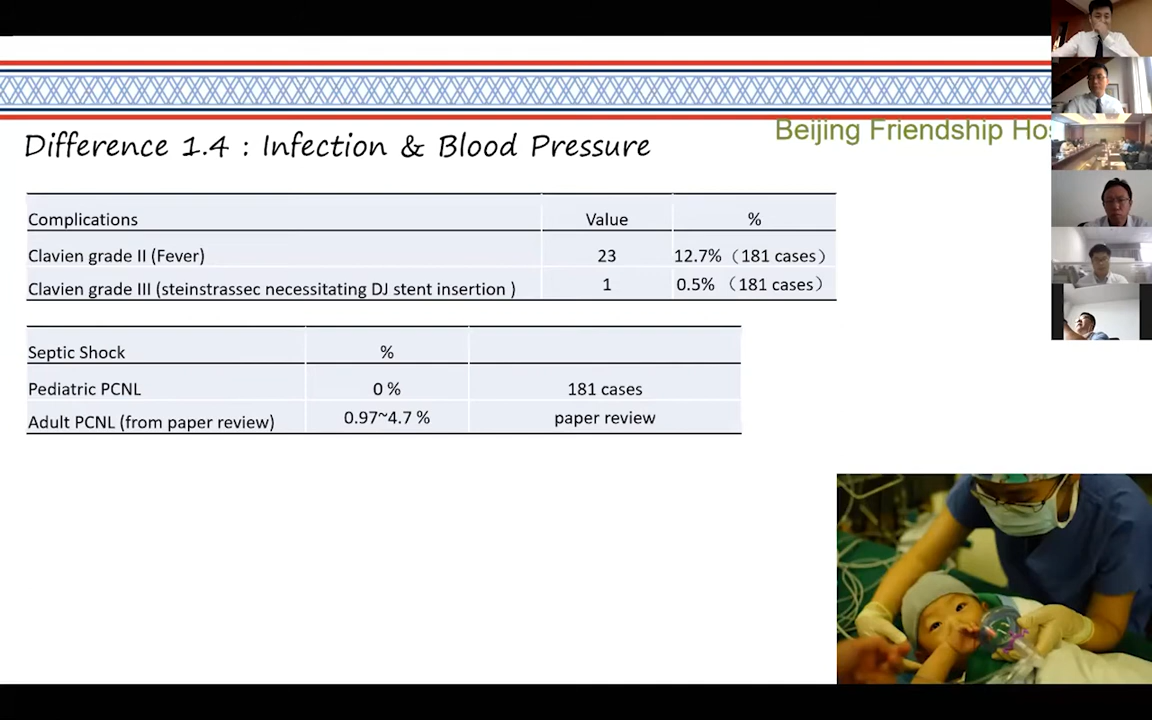 Beijing Friendship Hos
Difference 1.4 : Infection & Blood Pressure
Complications Value %
Clavien grade II (Fever) 23 12.7%（181 cases）
Clavien grade III (steinstrassec necessitating DJ stent insertion ) 1 0.5% （181 cases）
Septic Shock %
Pediatric PCNL 0 % 181 cases
Adult PCNL (from paper review) 0.97~4.7 % paper review